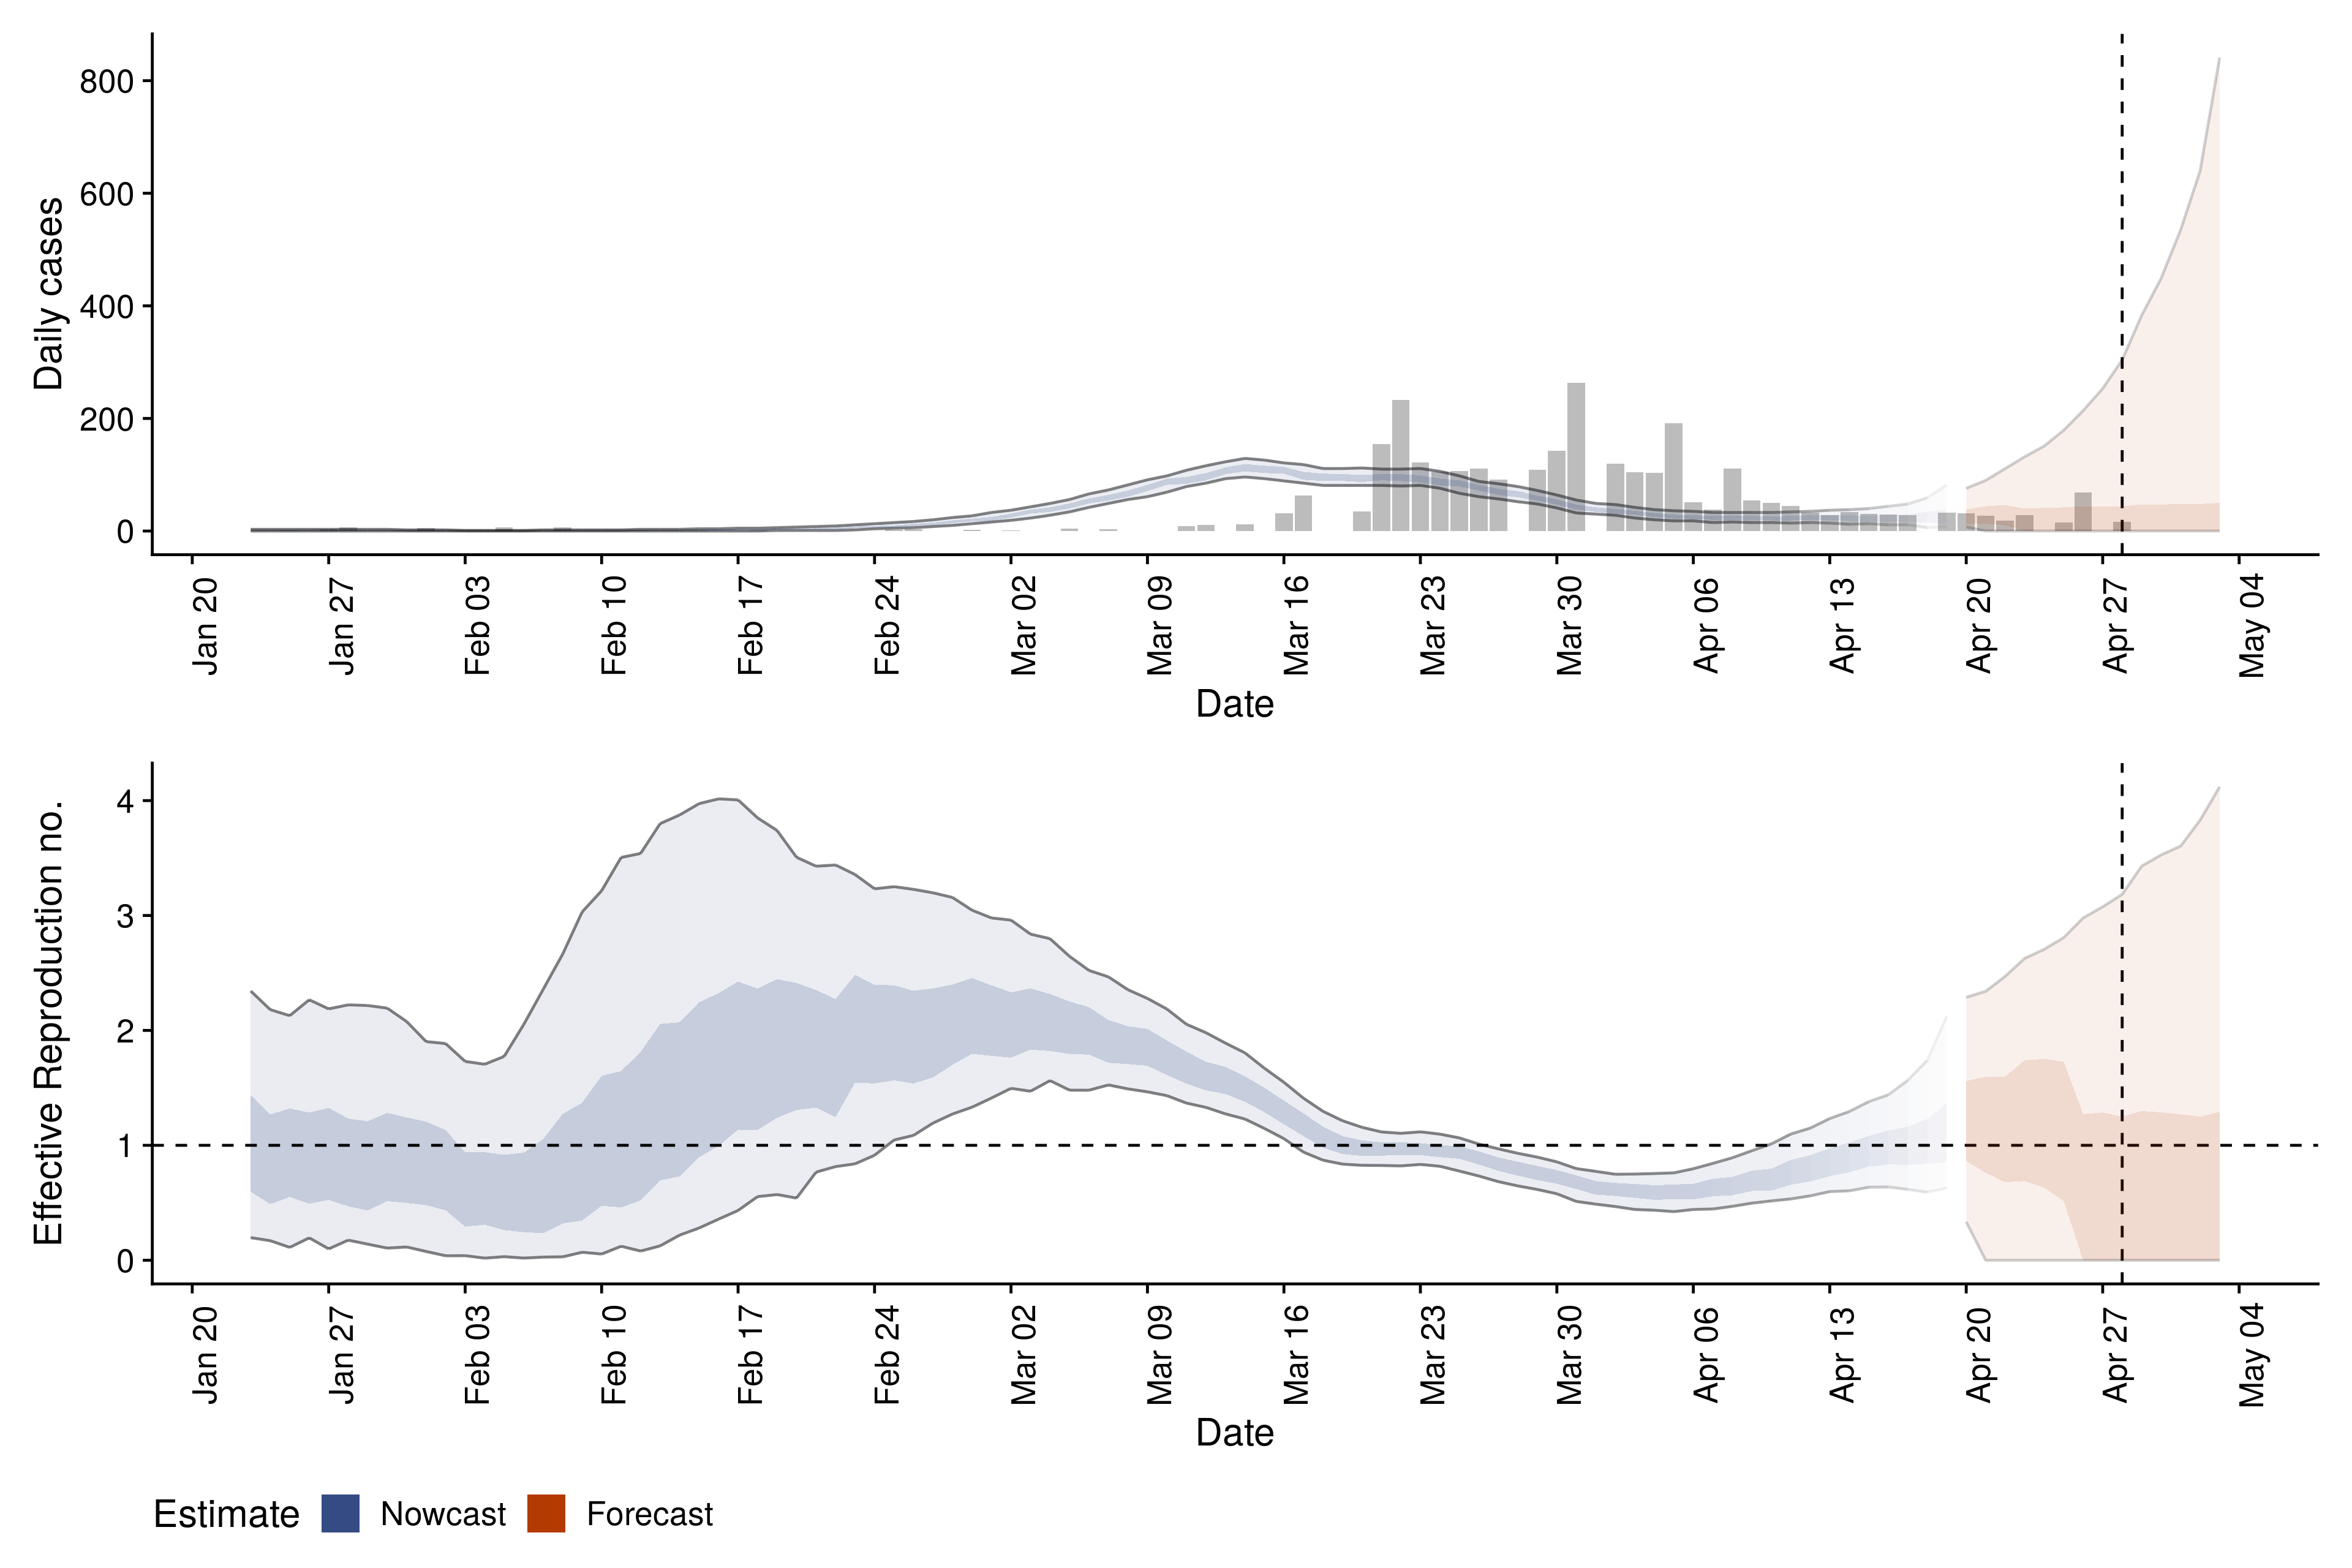 Daily cases
800
600
400
200
0
Jan 20
Jan 27
Feb 03
Feb 10
Feb 17
Feb 24
Mar 02
Mar 09
Mar 16
Mar 23
Mar 30
Apr 06
Apr 13
Apr 20
Apr 27
May 04
Date
Effective Reproduction no.
4
3
2
1
0
Jan 20
Jan 27
Feb 03
Feb 10
Feb 17
Feb 24
Mar 02
Mar 09
Mar 16
Mar 23
Mar 30
Apr 06
Apr 13
Apr 20
Apr 27
May 04
Date
Estimate Nowcast Forecast